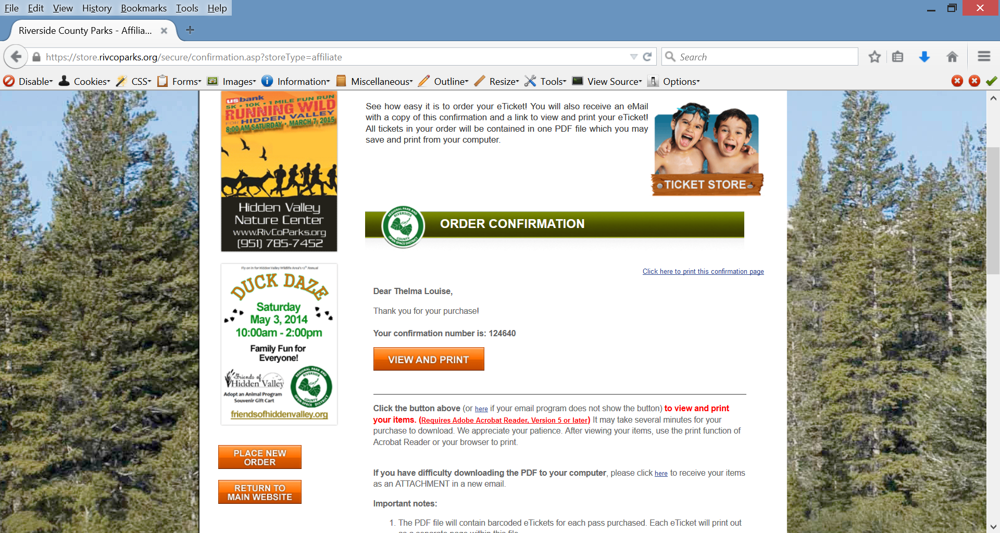 File Edit View History Bookmarks Tools Help
Riverside County Parks - Affilia...
https://store.rivcoparks.org/secure/confirmation.asp?storeType=affiliate
Search
Disable Cookies CSS Forms Images Information Miscellaneous Outline Resize Tools View Source Options
usbank
5K • 10K • 1 MILE FUN RUN
RUNNING WILD
FOR HIDDEN VALLEY
8:00 AM SATURDAY • MARCH 7, 2015
Hidden Valley
Nature Center
www.RivCoParks.org
(951) 785-7452
Fly on in for Hidden Valley Wildlife Area's 12th Annual
DUCK DAZE
Saturday
May 3, 2014
10:00am - 2:00pm
Family Fun for
Everyone!
Friends of
Hidden Valley
Adopt an Animal Program
Souvenir Gift Cart
REGIONAL PARK AND
RIVERSIDE
COUNTY
OPEN-SPACE DISTRICT
friendsofhiddenvalley.org
PLACE NEW
ORDER
RETURN TO
MAIN WEBSITE
See how easy it is to order your eTicket! You will also receive an eMail
with a copy of this confirmation and a link to view and print your eTicket!
All tickets in your order will be contained in one PDF file which you may
save and print from your computer.
TICKET STORE
REGIONAL PARK AND
RIVERSIDE
COUNTY
OPEN-SPACE DISTRICT
ORDER CONFIRMATION
Click here to print this confirmation page
Dear Thelma Louise,
Thank you for your purchase!
Your confirmation number is: 124640
VIEW AND PRINT
Click the button above (or here if your email program does not show the button) to view and print
your items. (Requires Adobe Acrobat Reader, Version 5 or later) It may take several minutes for your
purchase to download. We appreciate your patience. After viewing your items, use the print function of
Acrobat Reader or your browser to print.
If you have difficulty downloading the PDF to your computer, please click here to receive your items
as an ATTACHMENT in a new email.
Important notes:
1. The PDF file will contain barcoded eTickets for each pass purchased. Each eTicket will print out
as a separate page within this file.